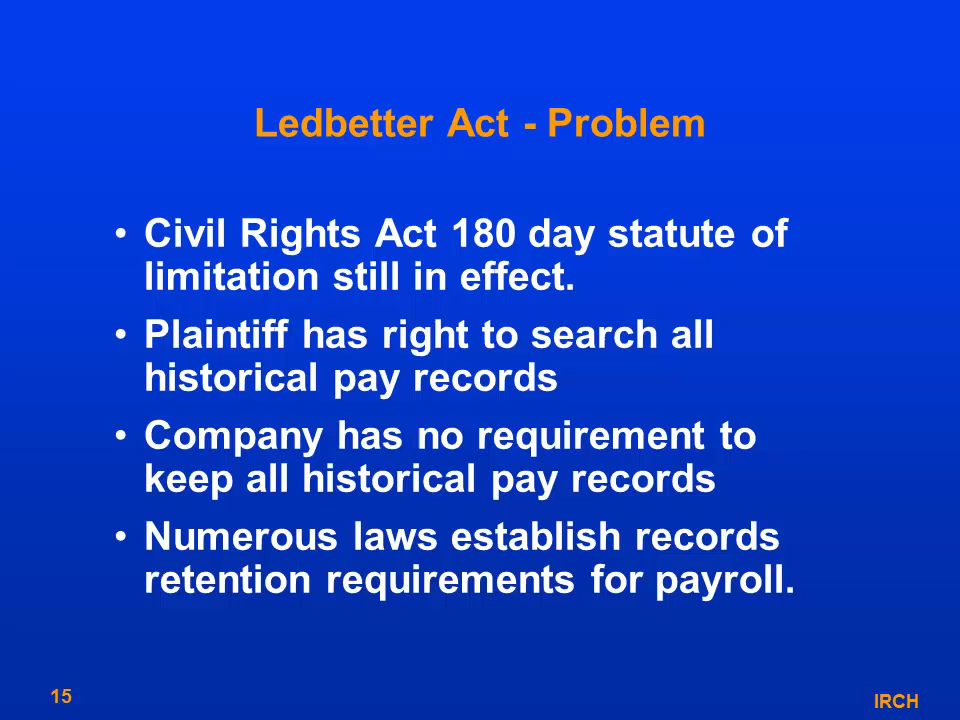 Ledbetter Act - Problem
• Civil Rights Act 180 day statute of
limitation still in effect.
• Plaintiff has right to search all
historical pay records
• Company has no requirement to
keep all historical pay records
• Numerous laws establish records
retention requirements for payroll.
15
IRCH